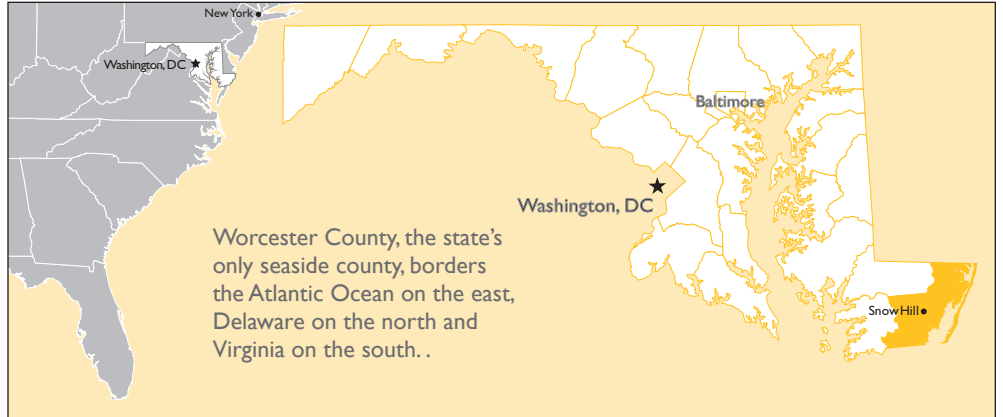 New York
Washington, DC
Baltimore
Washington, DC
Worcester County, the state's
only seaside county, borders
the Atlantic Ocean on the east,
Delaware on the north and
Virginia on the south. .
Snow Hill